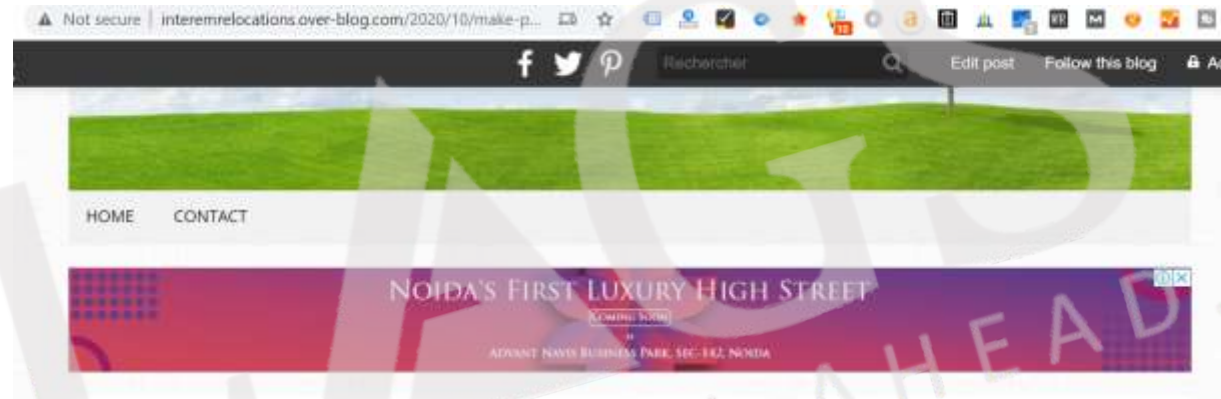 Not secure | interemrelocations.over-blog.com/2020/10/make-p...
Rechercher Edit post Follow this blog
HOME CONTACT
NOIDA'S FIRST LUXURY HIGH STREET
COMING SOON
ADVANT NAVIS BUSINESS PARK, SEC-142, NOIDA
AHEAD